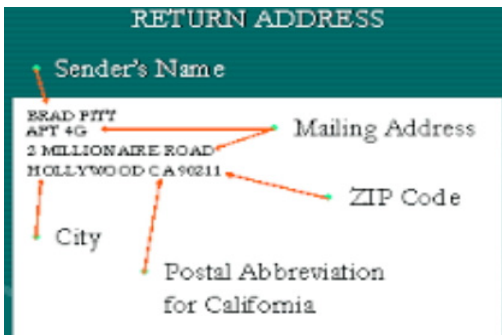 RETURN ADDRESS
Sender's Name
BRAD PITT
APT 4G
Mailing Address
2 MILLIONAIRE ROAD
HOLLYWOOD CA 90211
ZIP Code
City
Postal Abbreviation
for California